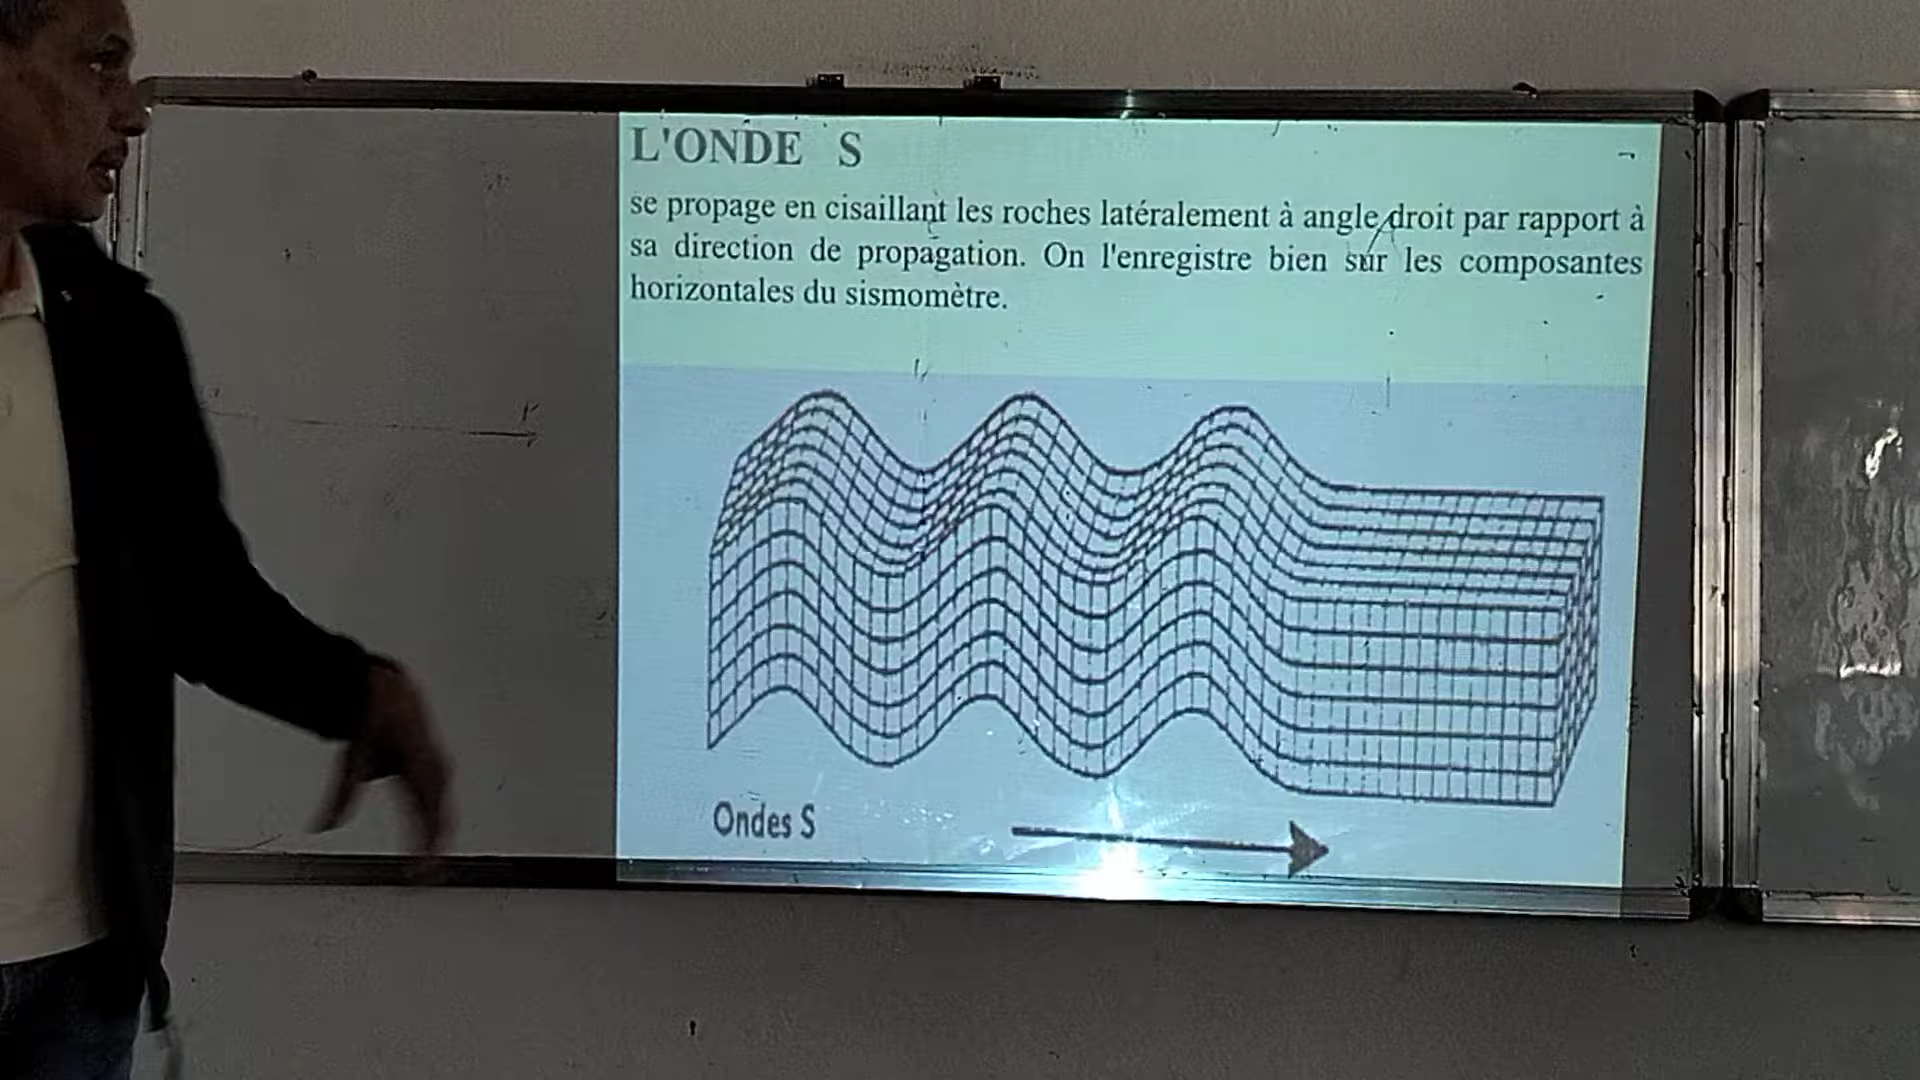 L'ONDE S
se propage en cisaillant les roches latéralement à angle droit par rapport à
sa direction de propagation. On l'enregistre bien sur les composantes
horizontales du sismomètre.
Ondes S